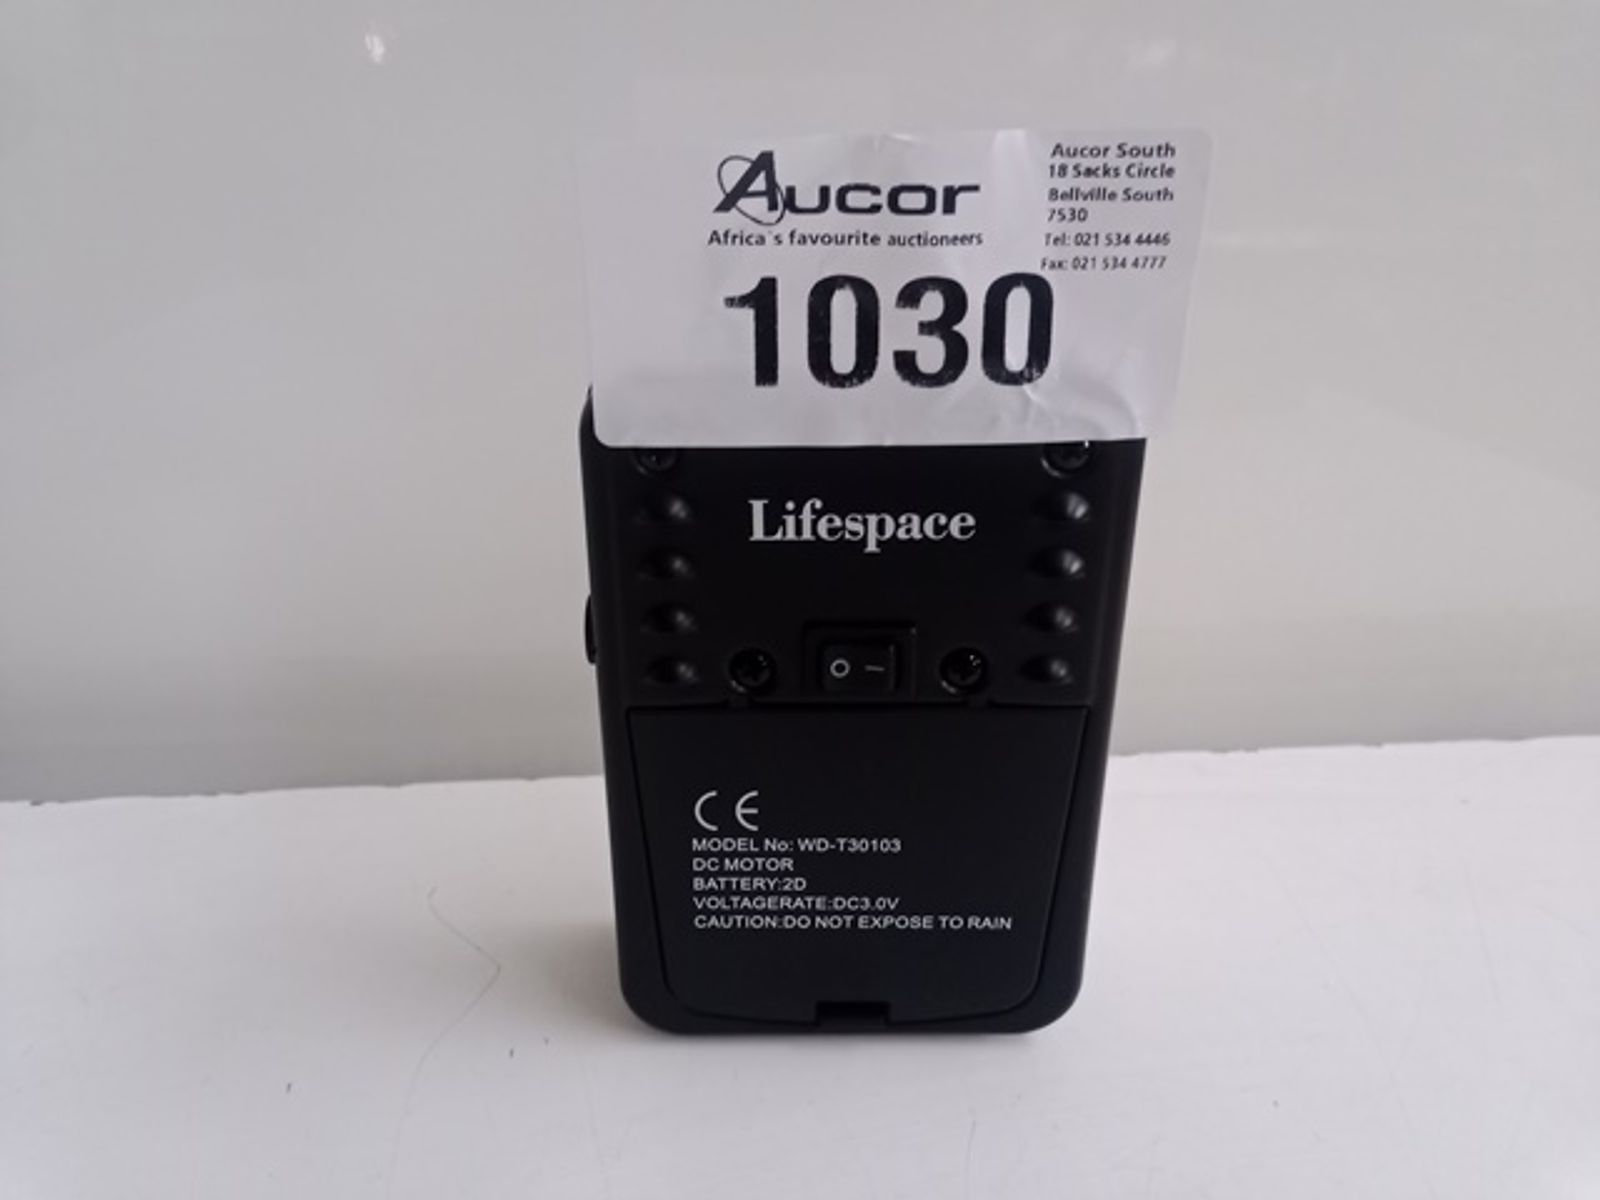 Aucor
Africa's favourite auctioneers
Aucor South
18 Sacks Circle
Bellville South
7530
Tel: 021 534 4446
Fax: 021 534 4777
1030
Lifespace
CE
MODEL No: WD-T30103
DC MOTOR
BATTERY:2D
VOLTAGERATE:DC3.0V
CAUTION:DO NOT EXPOSE TO RAIN